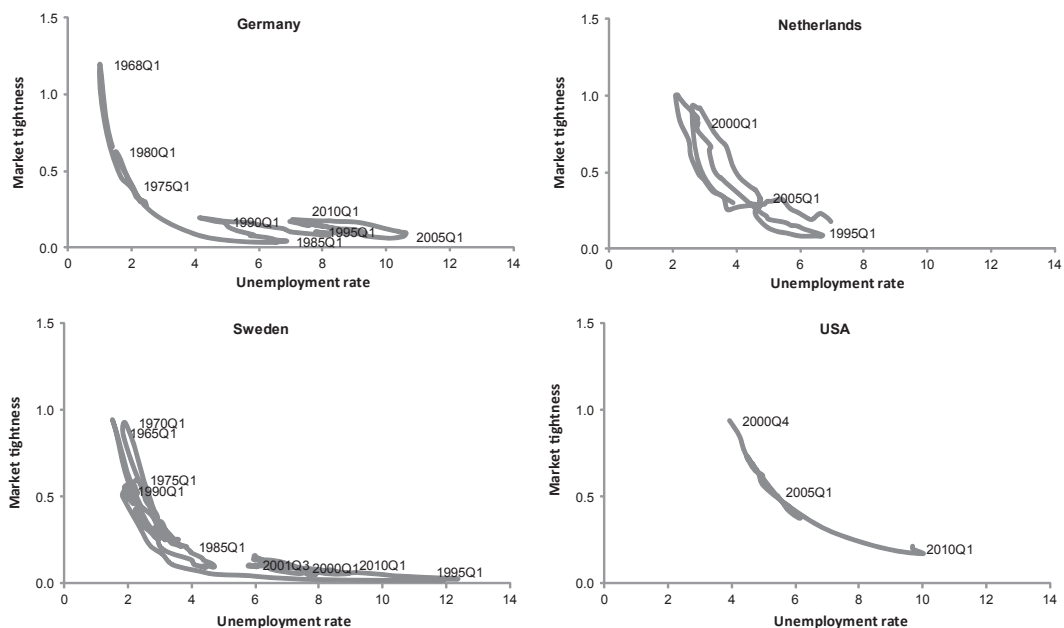 Germany
Market tightness
1.5
1.0
0.5
0.0
1968Q1
1980Q1
1975Q1
1990Q1
2010Q1
1995Q1
1985Q1
2005Q1
0 2 4 6 8 10 12 14
Unemployment rate
Netherlands
Market tightness
1.5
1.0
0.5
0.0
2000Q1
2005Q1
1995Q1
0 2 4 6 8 10 12 14
Unemployment rate
Sweden
Market tightness
1.5
1.0
0.5
0.0
1970Q1
1965Q1
1975Q1
1990Q1
1985Q1
2001Q3
2000Q1
2010Q1
1995Q1
0 2 4 6 8 10 12 14
Unemployment rate
USA
Market tightness
1.5
1.0
0.5
0.0
2000Q4
2005Q1
2010Q1
0 2 4 6 8 10 12 14
Unemployment rate